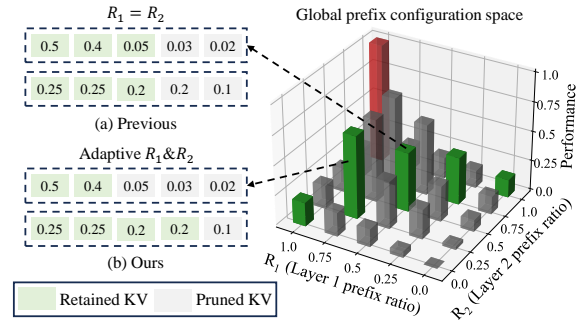 R₁ = R₂
0.5 0.4 0.05 0.03 0.02
0.25 0.25 0.2 0.2 0.1
(a) Previous
Adaptive R₁&R₂
0.5 0.4 0.05 0.03 0.02
0.25 0.25 0.2 0.2 0.1
(b) Ours
Retained KV Pruned KV
Global prefix configuration space
1.0
0.75
0.5
0.25
0.0
Performance
1.0 0.75 0.5 0.25 0.0
R₁ (Layer 1 prefix ratio)
0.0 0.25 0.5 0.75 1.0
R₂ (Layer 2 prefix ratio)